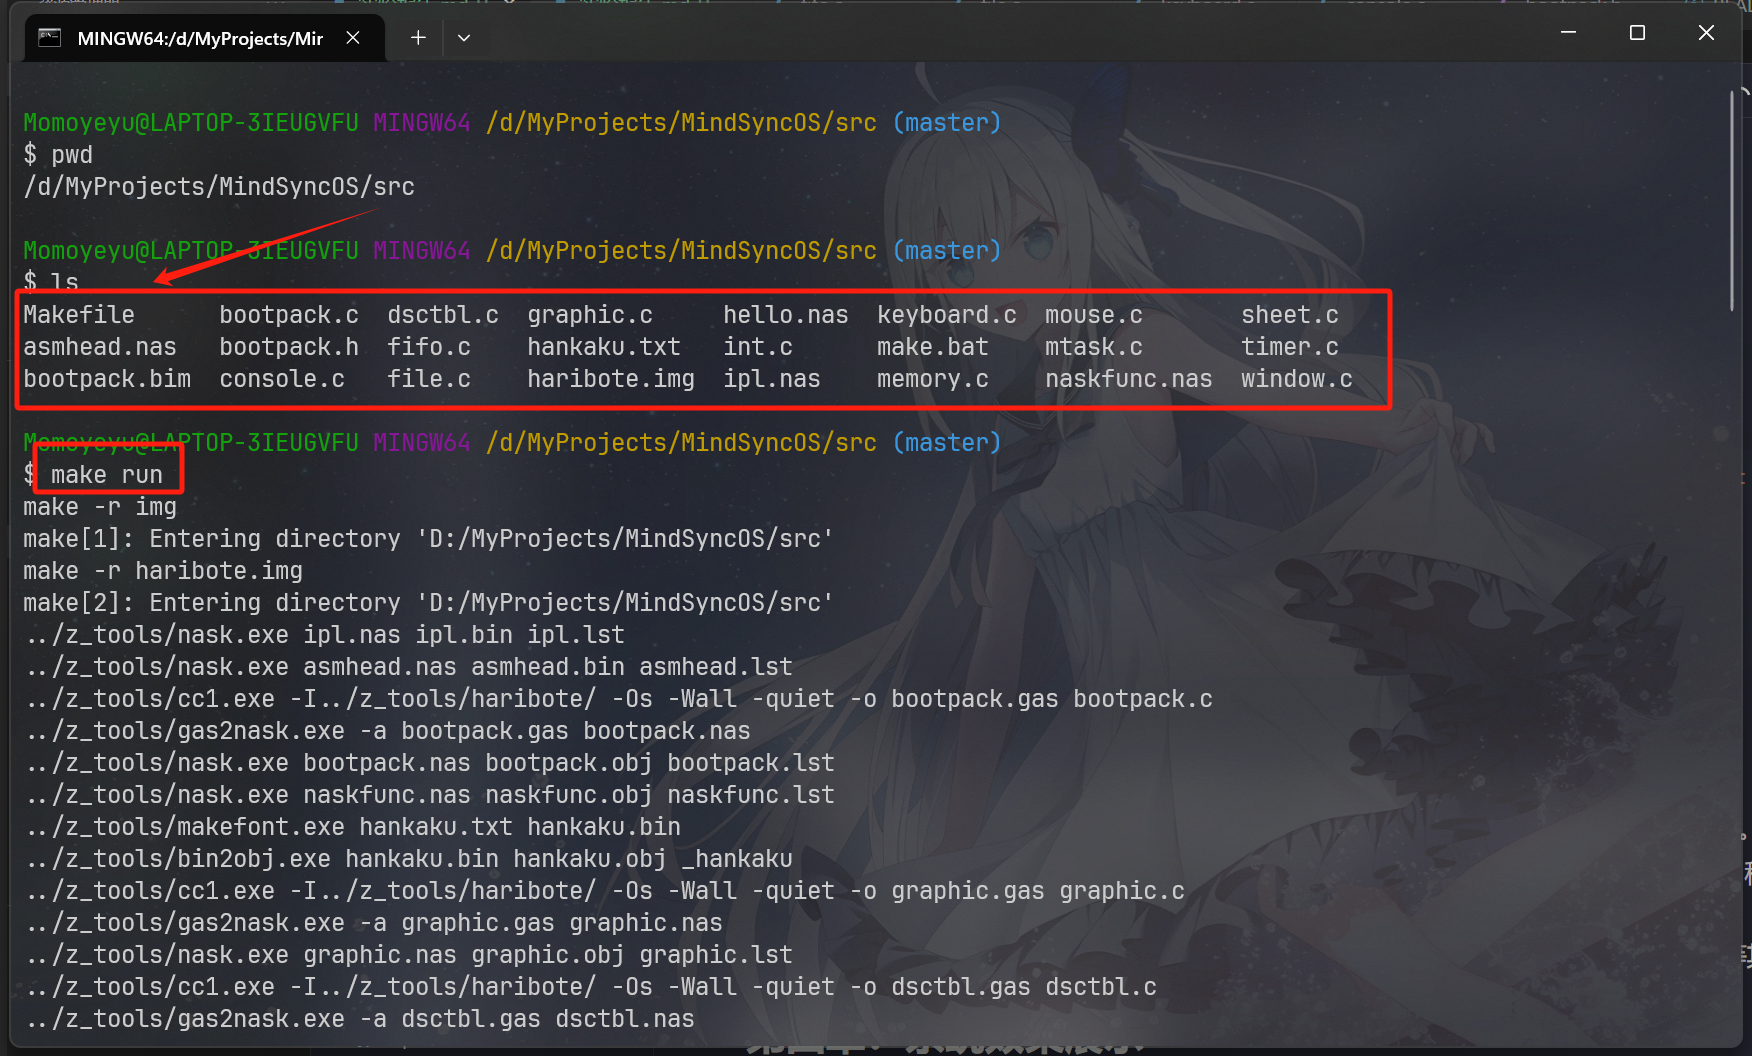 MINGW64:/d/MyProjects/Mir
Momoyeyu@LAPTOP-3IEUGVFU MINGW64 /d/MyProjects/MindSyncOS/src (master)
$ pwd
/d/MyProjects/MindSyncOS/src
Momoyeyu@LAPTOP-3IEUGVFU MINGW64 /d/MyProjects/MindSyncOS/src (master)
$ ls
Makefile bootpack.c dsctbl.c graphic.c hello.nas keyboard.c mouse.c sheet.c
asmhead.nas bootpack.h fifo.c hankaku.txt int.c make.bat mtask.c timer.c
bootpack.bim console.c file.c haribote.img ipl.nas memory.c naskfunc.nas window.c
Momoyeyu@LAPTOP-3IEUGVFU MINGW64 /d/MyProjects/MindSyncOS/src (master)
$ make run
make -r img
make[1]: Entering directory 'D:/MyProjects/MindSyncOS/src'
make -r haribote.img
make[2]: Entering directory 'D:/MyProjects/MindSyncOS/src'
../z_tools/nask.exe ipl.nas ipl.bin ipl.lst
../z_tools/nask.exe asmhead.nas asmhead.bin asmhead.lst
../z_tools/cc1.exe -I../z_tools/haribote/ -Os -Wall -quiet -o bootpack.gas bootpack.c
../z_tools/gas2nask.exe -a bootpack.gas bootpack.nas
../z_tools/nask.exe bootpack.nas bootpack.obj bootpack.lst
../z_tools/nask.exe naskfunc.nas naskfunc.obj naskfunc.lst
../z_tools/makefont.exe hankaku.txt hankaku.bin
../z_tools/bin2obj.exe hankaku.bin hankaku.obj _hankaku
../z_tools/cc1.exe -I../z_tools/haribote/ -Os -Wall -quiet -o graphic.gas graphic.c
../z_tools/gas2nask.exe -a graphic.gas graphic.nas
../z_tools/nask.exe graphic.nas graphic.obj graphic.lst
../z_tools/cc1.exe -I../z_tools/haribote/ -Os -Wall -quiet -o dsctbl.gas dsctbl.c
../z_tools/gas2nask.exe -a dsctbl.gas dsctbl.nas